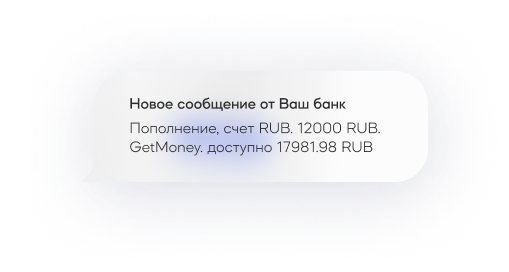 Новое сообщение от Ваш банк
Пополнение, счет RUB. 12000 RUB.
GetMoney. доступно 17981.98 RUB